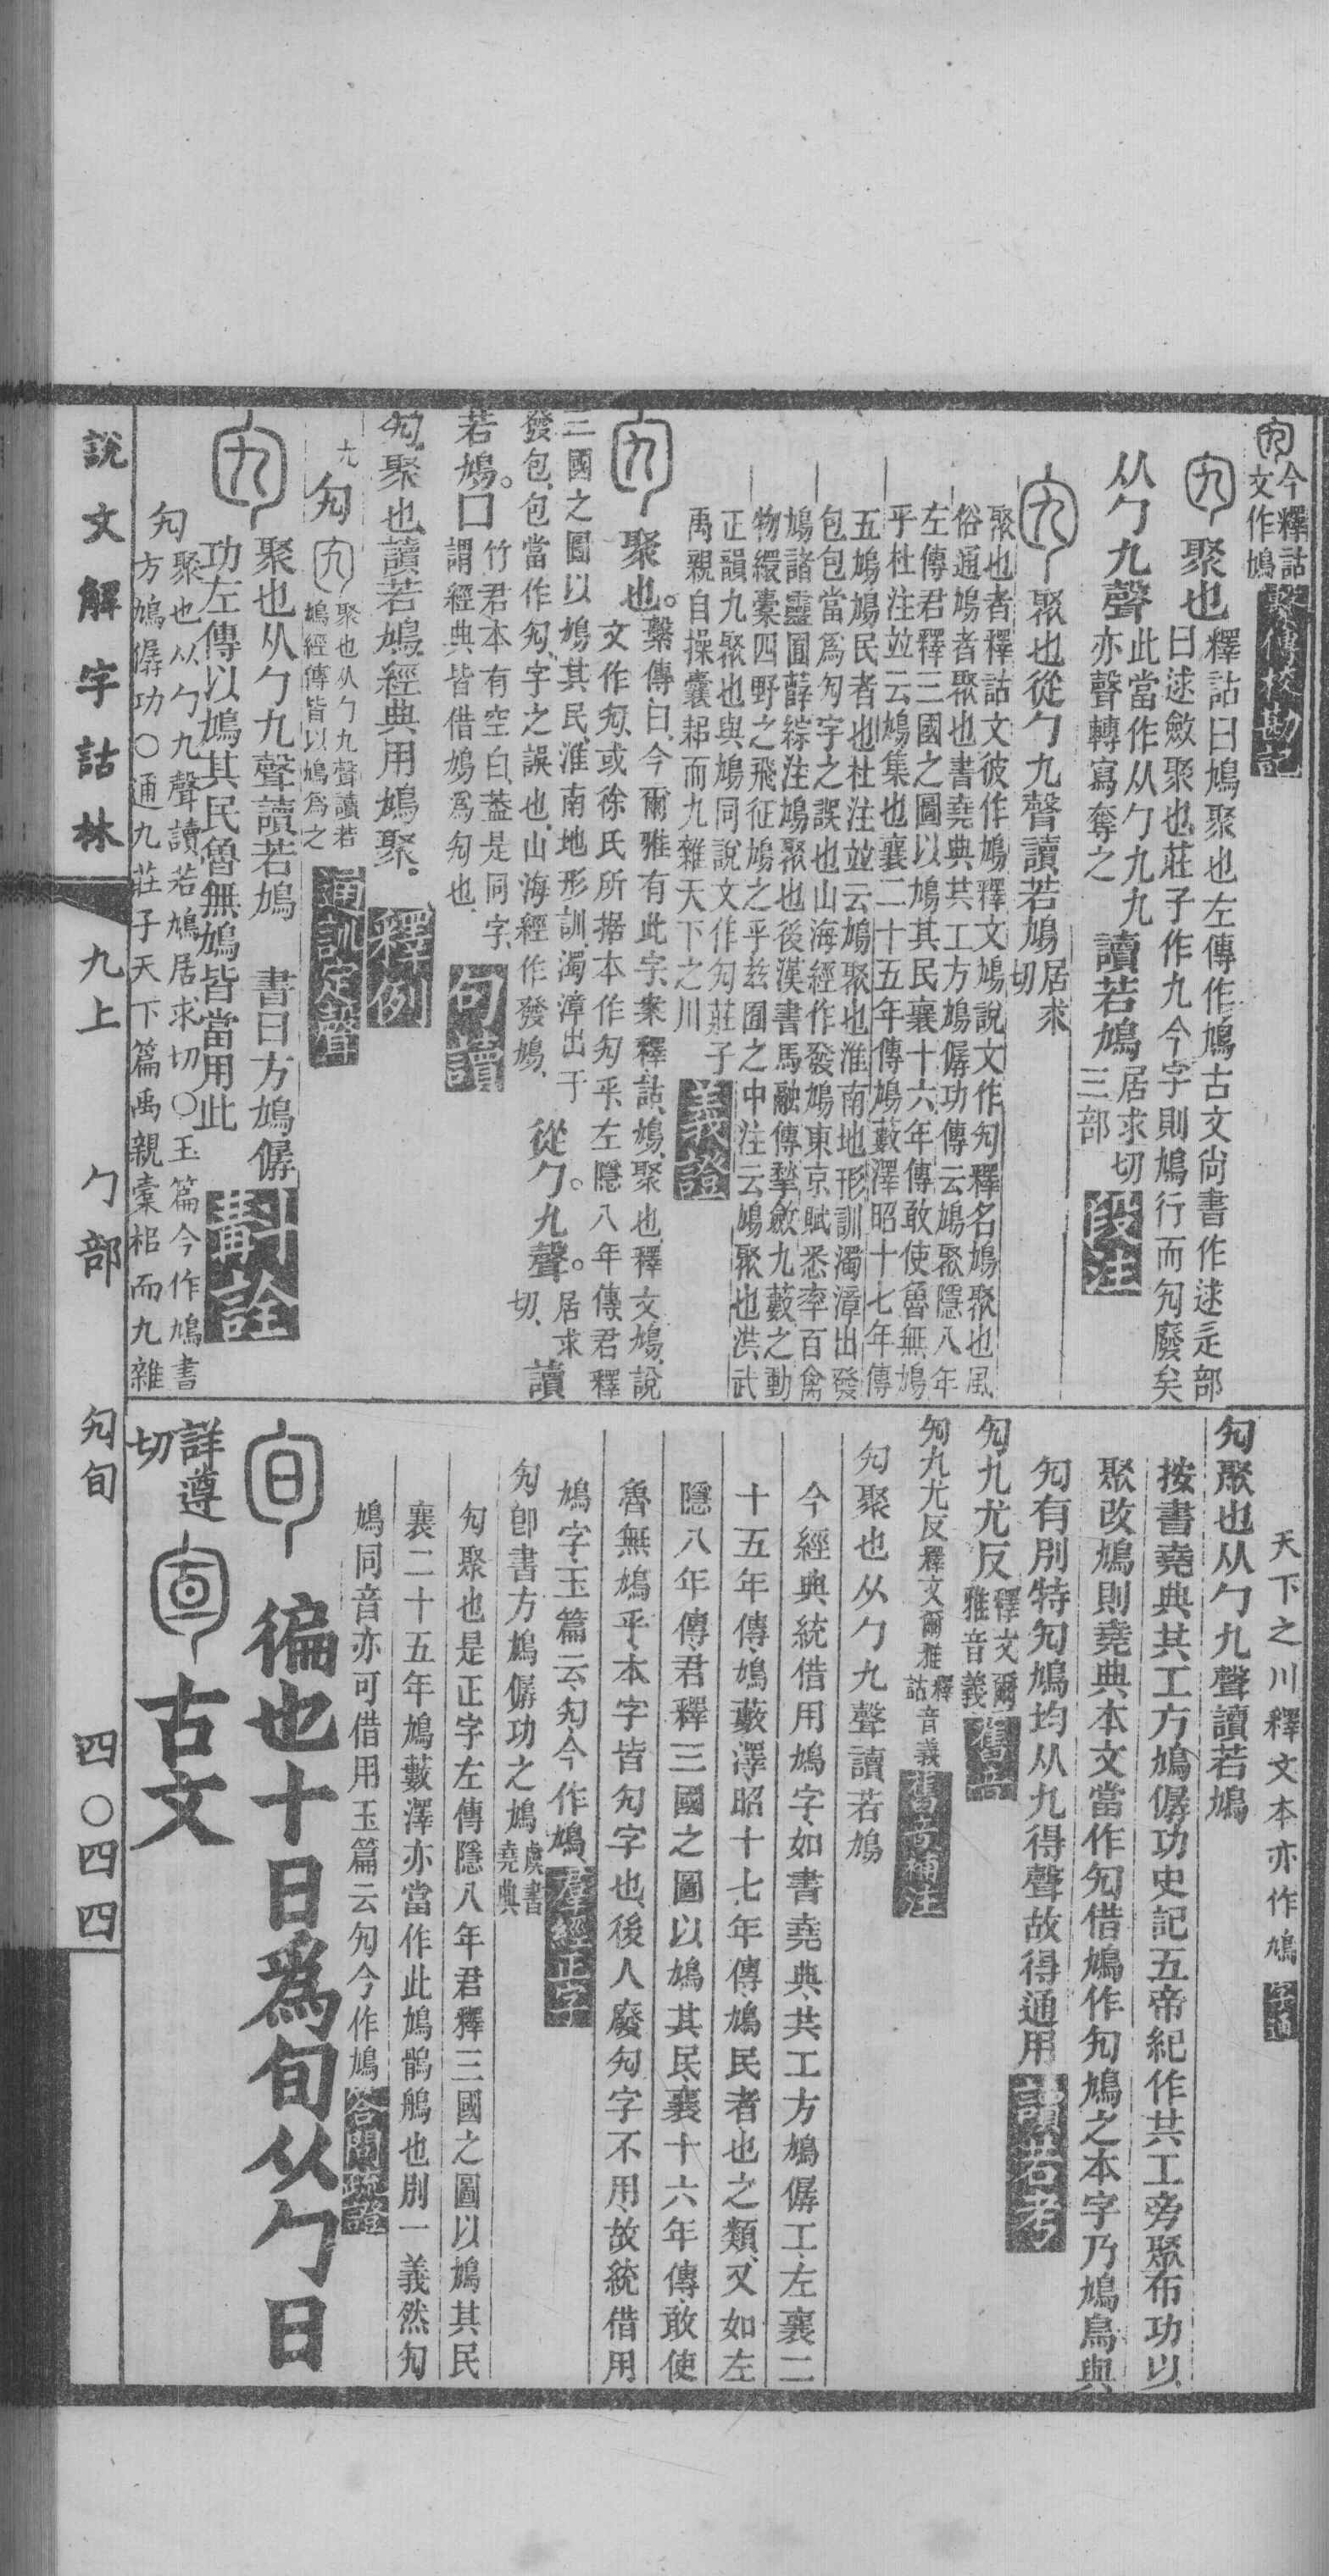 今釋詁
文作鳩
繫傳校勘記
聚也
釋詁曰鳩聚也左傳作鳩古文尙書作逑辵部
曰逑斂聚也莊子作九今字則鳩行而勼廢矣
从勹九聲
此當作从勹九九
亦聲轉寫奪之
讀若鳩
居求切
三部
段注
聚也從勹九聲讀若鳩
居求
切
聚也者釋詁文彼作鳩釋文鳩說文作勼釋名鳩聚也風
俗通鳩者聚也書堯典共工方鳩僝功傳云鳩聚隱八年
左傳君釋三國之圖以鳩其民襄十六年傳敢使魯無鳩
乎杜注竝云鳩集也襄二十五年傳鳩藪澤昭十七年傳
五鳩鳩民者也杜注竝云鳩聚也淮南地形訓濁漳出發
包包當爲勼字之誤也山海經作發鳩東京賦悉率百禽
鳩諸靈囿薛綜注鳩聚也後漢書馬融傳揫斂九藪之動
物繯橐四野之飛征鳩之乎玆囿之中注云鳩聚也洪武
正韻九聚也與鳩同說文作勼莊子
禹親自操橐耜而九雜天下之川
義證
聚也。
繫傳曰、今爾雅有此字、案釋詁、鳩、聚也、釋文鳩、說
文作勼、或徐氏所据本作勼乎、左隱八年傳、君釋
三國之圖以鳩其民、淮南地形訓、濁漳出于
發包、包當作勼、字之誤也、山海經作發鳩、
從勹。九聲。
居求
切、
讀
若鳩。口
竹君本有空白、葢是同字、
謂經典皆借鳩爲勼也、
句讀
勼、聚也、讀若鳩、經典用鳩聚、
釋例
九
勼
聚也从勹九聲讀若
鳩經傳皆以鳩爲之
通訓定聲
聚也从勹九聲讀若鳩 書曰方鳩僝
功左傳以鳩其民魯無鳩皆當用此
斠詮
勼
聚也从勹九聲讀若鳩居求切○玉篇今作鳩書
方鳩僝功○通九莊子天下篇禹親橐耜而九雜
天下之川釋文本亦作鳩
字通
勼聚也从勹九聲讀若鳩
按書堯典共工方鳩僝功史記五帝紀作共工旁聚布功以
聚改鳩則堯典本文當作勼借鳩作勼鳩之本字乃鳩鳥與
勼有別特勼鳩均从九得聲故得通用
讀若考
勼九尤反
釋文爾
雅音義
舊音
勼九尤反釋文爾雅
釋
詁
音義
舊音補注
勼聚也从勹九聲讀若鳩
今經典統借用鳩字、如書堯典、共工方鳩僝工、左襄二
十五年傳、鳩藪澤昭十七年傳、鳩民者也之類、又如左
隱八年傳、君釋三國之圖以鳩其民、襄十六年傳、敢使
魯無鳩乎、本字皆勼字也、後人廢勼字不用、故統借用
鳩字、玉篇云、勼、今作鳩、
羣經正字
勼卽書方鳩僝功之鳩
虞書
堯典
勼聚也是正字左傳隱八年君釋三國之圖以鳩其民
襄二十五年鳩藪澤亦當作此鳩鶻鵃也別一義然勼
鳩同音亦可借用玉篇云勼今作鳩
合聞疏證
徧也十日爲旬从勹日
詳遵
切
古文
說文解字詁林
九上 勹部 勼旬 四○四四